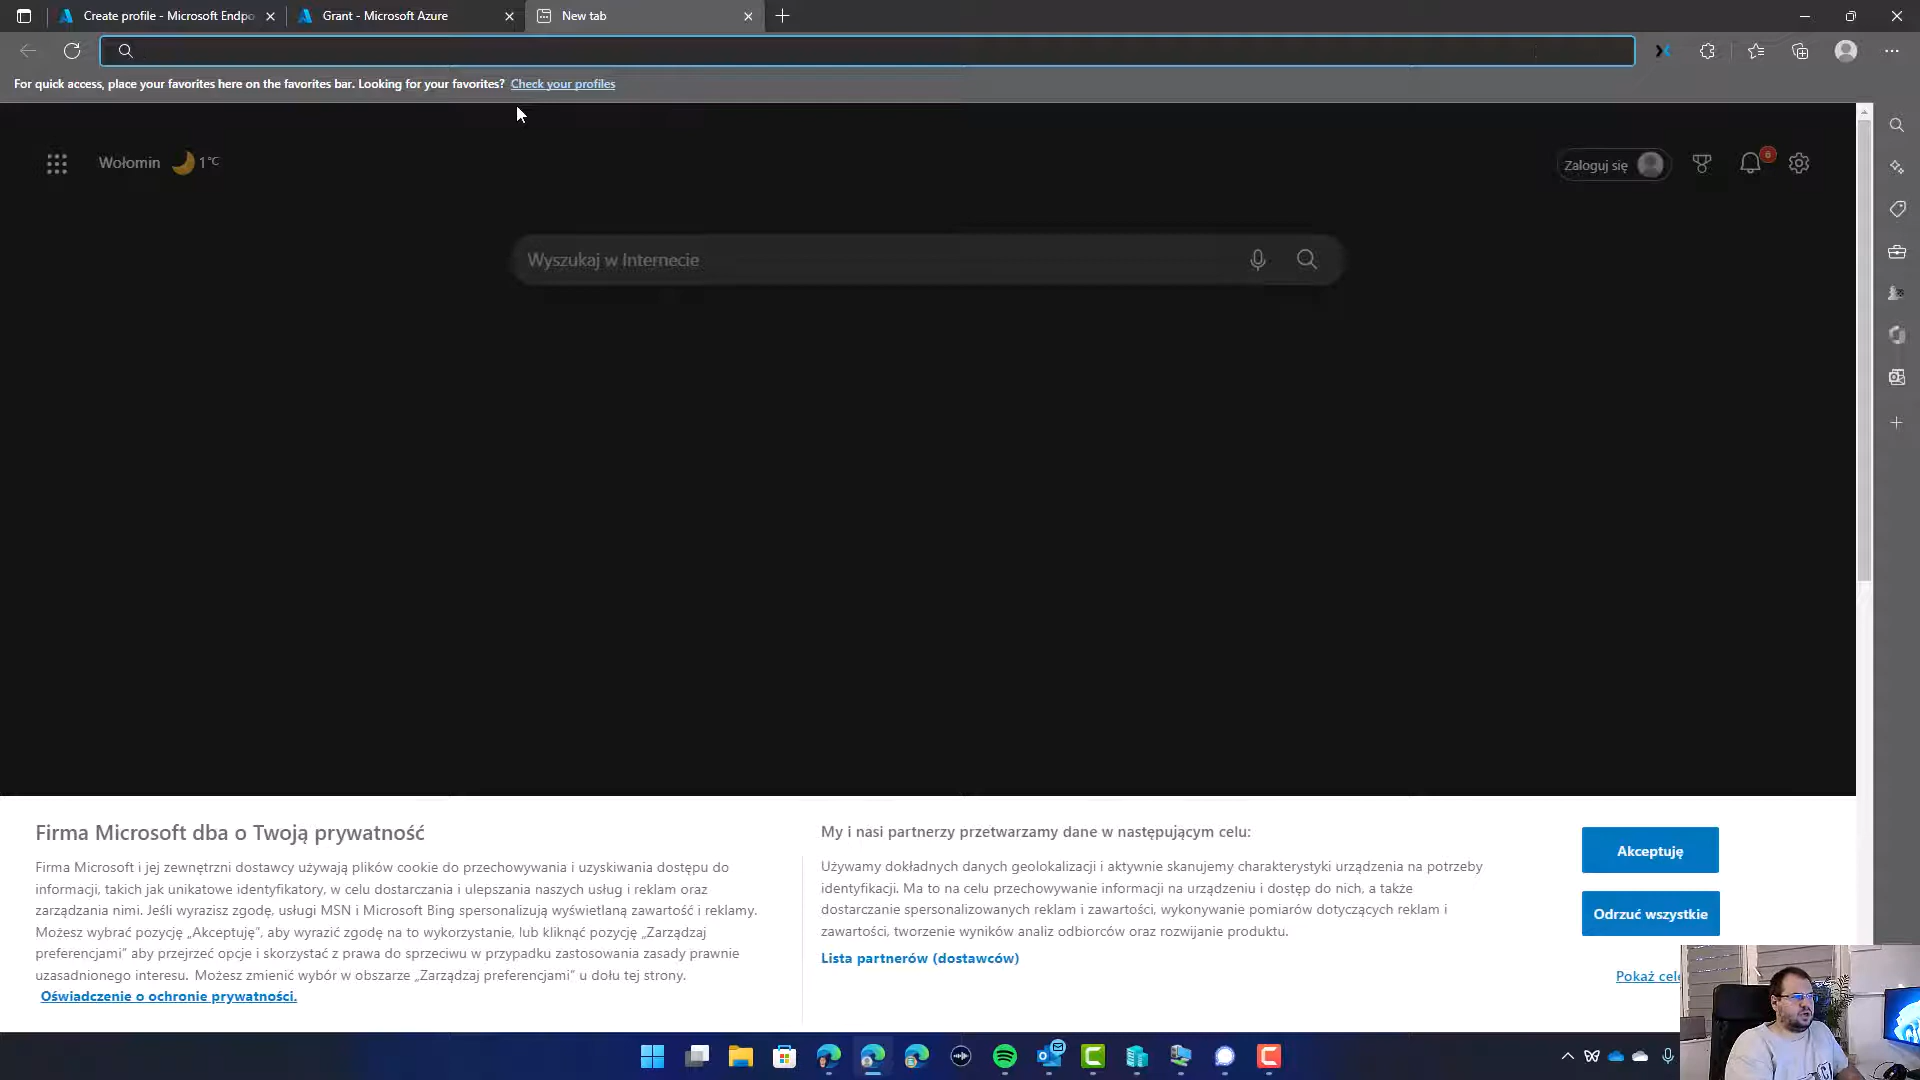 Create profile - Microsoft Endpo
Grant - Microsoft Azure
New tab
For quick access, place your favorites here on the favorites bar. Looking for your favorites? Check your profiles
Wołomin 1°C
Zaloguj się
6
Wyszukaj w Internecie
Firma Microsoft dba o Twoją prywatność
Firma Microsoft i jej zewnętrzni dostawcy używają plików cookie do przechowywania i uzyskiwania dostępu do
informacji, takich jak unikatowe identyfikatory, w celu dostarczania i ulepszania naszych usług i reklam oraz
zarządzania nimi. Jeśli wyrazisz zgodę, usługi MSN i Microsoft Bing spersonalizują wyświetlaną zawartość i reklamy.
Możesz wybrać pozycję „Akceptuję”, aby wyrazić zgodę na to wykorzystanie, lub kliknąć pozycję „Zarządzaj
preferencjami” aby przejrzeć opcje i skorzystać z prawa do sprzeciwu w przypadku zastosowania zasady prawnie
uzasadnionego interesu. Możesz zmienić wybór w obszarze „Zarządzaj preferencjami” u dołu tej strony.
Oświadczenie o ochronie prywatności.
My i nasi partnerzy przetwarzamy dane w następującym celu:
Używamy dokładnych danych geolokalizacji i aktywnie skanujemy charakterystyki urządzenia na potrzeby
identyfikacji. Ma to na celu przechowywanie informacji na urządzeniu i dostęp do nich, a także
dostarczanie spersonalizowanych reklam i zawartości, wykonywanie pomiarów dotyczących reklam i
zawartości, tworzenie wyników analiz odbiorców oraz rozwijanie produktu.
Lista partnerów (dostawców)
Akceptuję
Odrzuć wszystkie
Pokaż cele